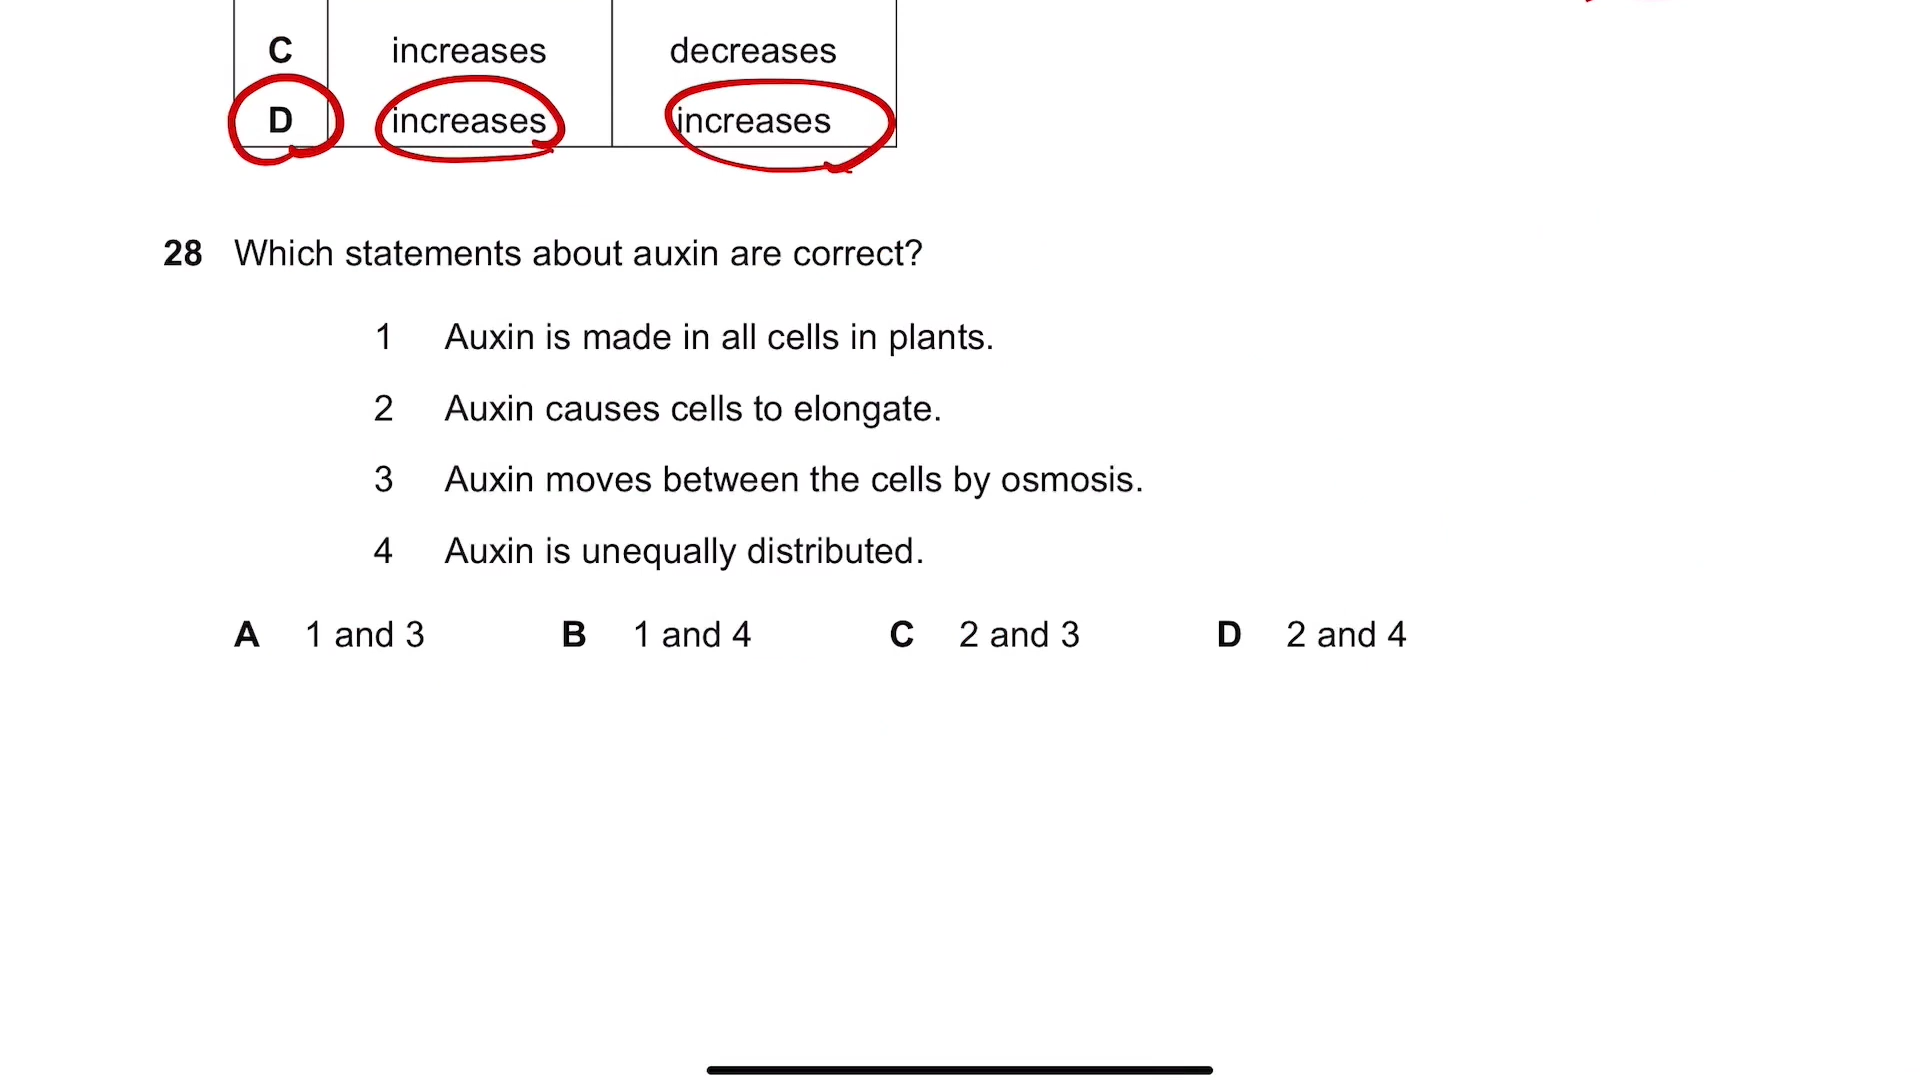 C increases decreases
D increases increases
28 Which statements about auxin are correct?
1 Auxin is made in all cells in plants.
2 Auxin causes cells to elongate.
3 Auxin moves between the cells by osmosis.
4 Auxin is unequally distributed.
A 1 and 3 B 1 and 4 C 2 and 3 D 2 and 4